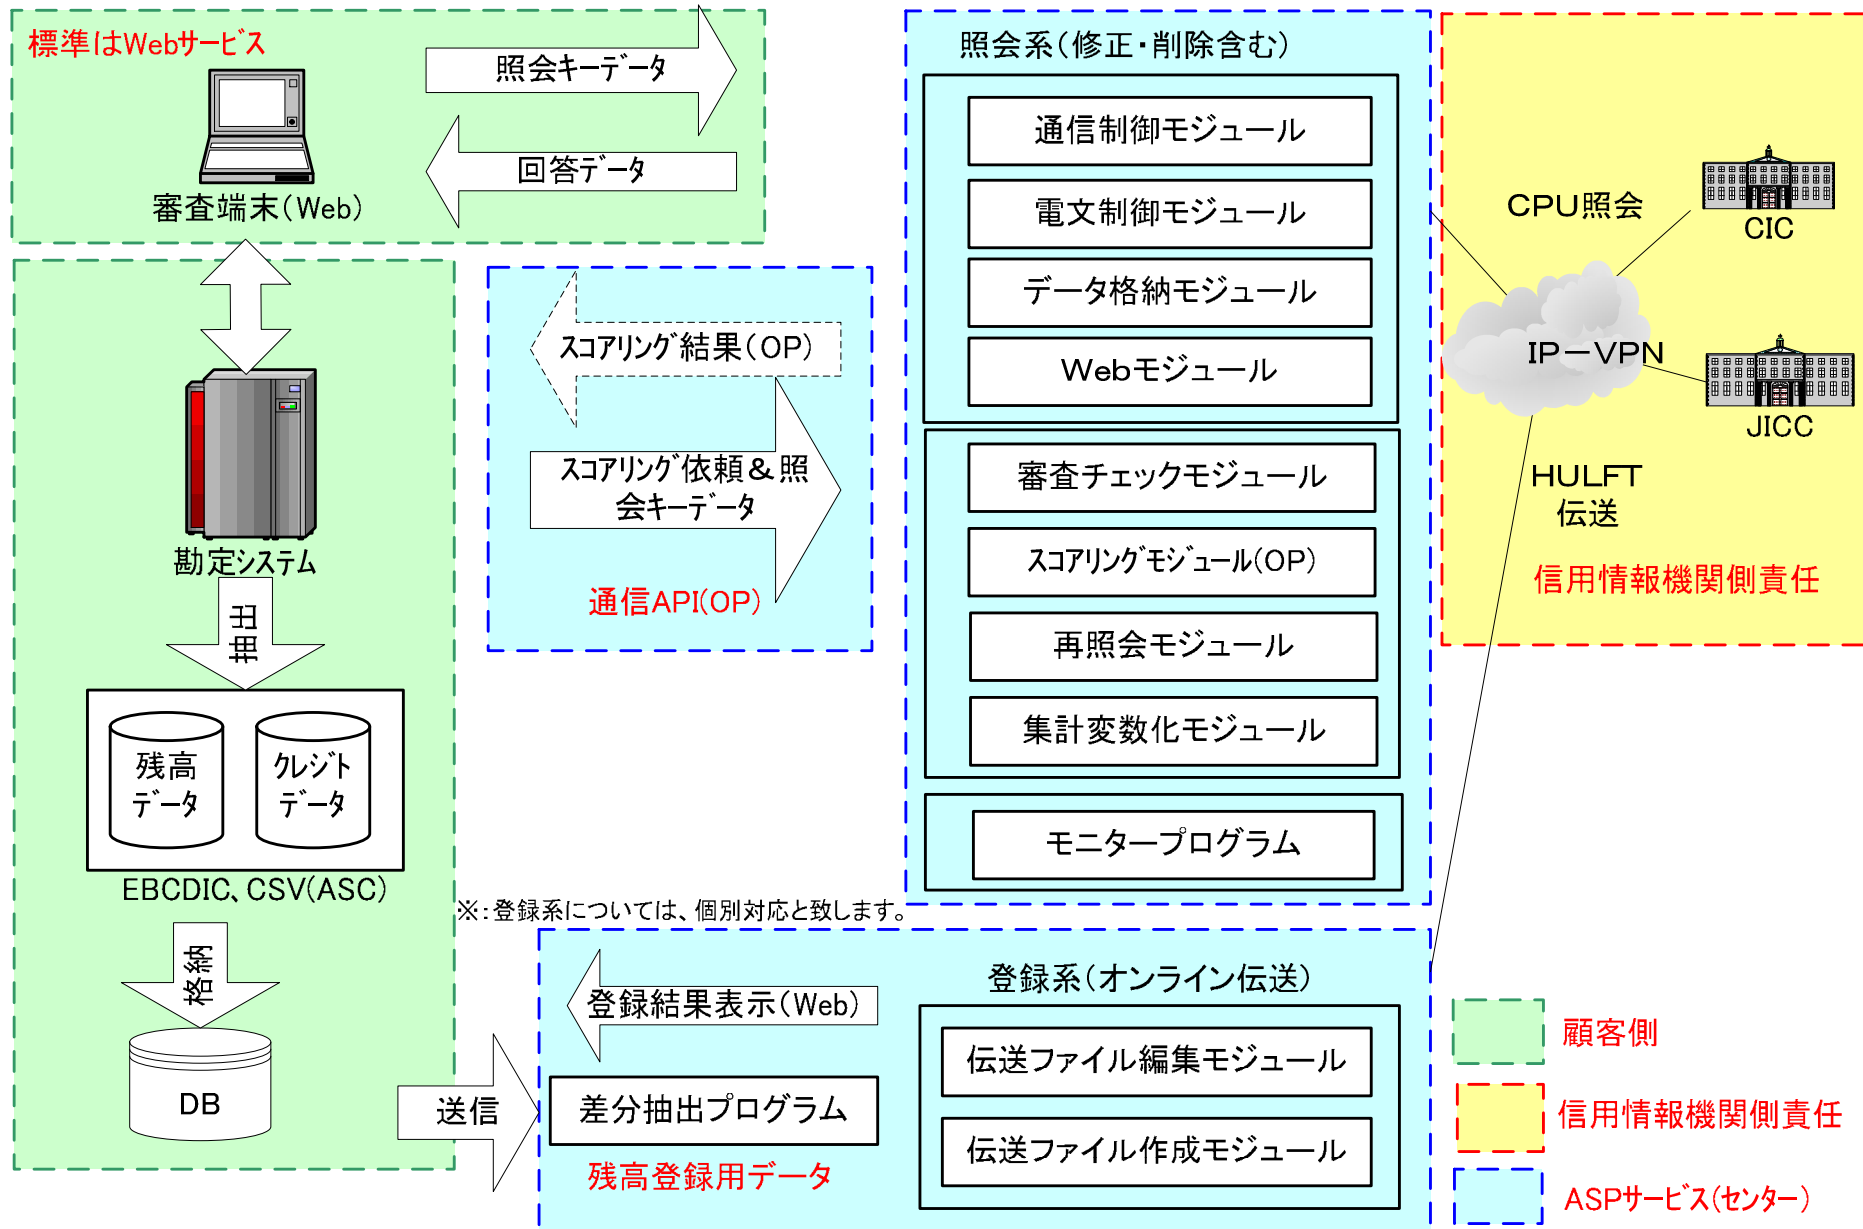 標準はWebサービス
照会キーデータ
回答データ
審査端末(Web)
勘定システム
抽出
残高
データ
クレジット
データ
EBCDIC、CSV(ASC)
格納
DB
送信
スコアリング結果(OP)
スコアリング依頼&照
会キーデータ
通信API(OP)
照会系(修正・削除含む)
通信制御モジュール
電文制御モジュール
データ格納モジュール
Webモジュール
審査チェックモジュール
スコアリングモジュール(OP)
再照会モジュール
集計変数化モジュール
モニタープログラム
CPU照会
CIC
IP-VPN
JICC
HULFT
伝送
信用情報機関側責任
※:登録系については、個別対応と致します。
登録結果表示(Web)
登録系(オンライン伝送)
差分抽出プログラム
残高登録用データ
伝送ファイル編集モジュール
伝送ファイル作成モジュール
顧客側
信用情報機関側責任
ASPサービス(センター)